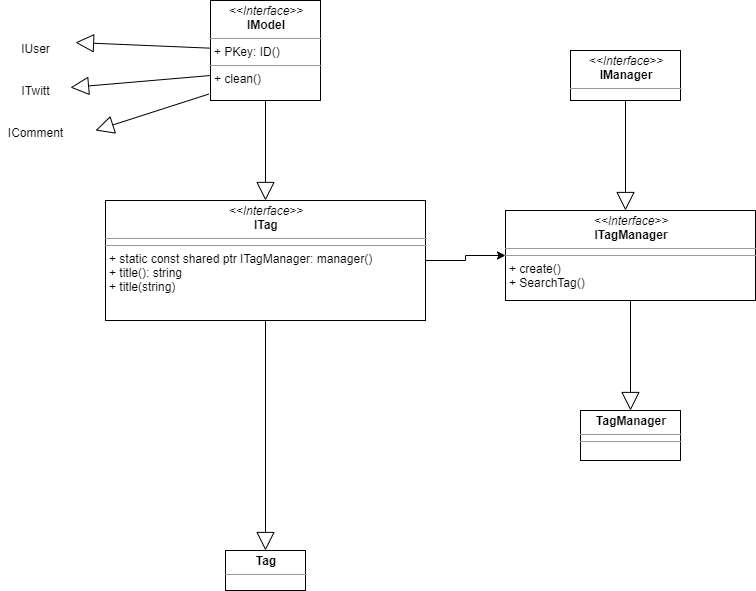 <<Interface>>
IModel
+ PKey: ID()
+ clean()
IUser
ITwitt
IComment
<<Interface>>
IManager
<<Interface>>
ITag
+ static const shared ptr ITagManager: manager()
+ title(): string
+ title(string)
<<Interface>>
ITagManager
+ create()
+ SearchTag()
TagManager
Tag